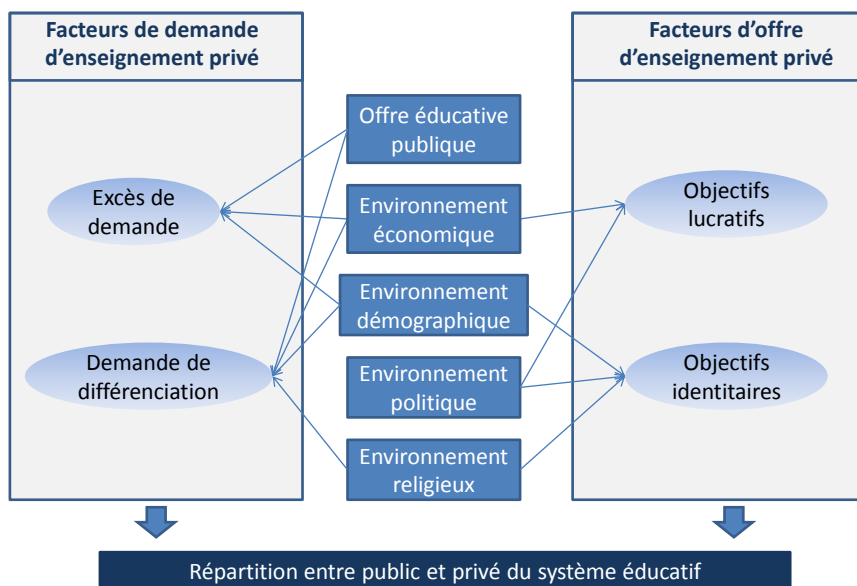 Facteurs de demande
d’enseignement privé
Excès de
demande
Demande de
différenciation
Offre éducative
publique
Environnement
économique
Environnement
démographique
Environnement
politique
Environnement
religieux
Facteurs d’offre
d’enseignement privé
Objectifs
lucratifs
Objectifs
identitaires
Répartition entre public et privé du système éducatif